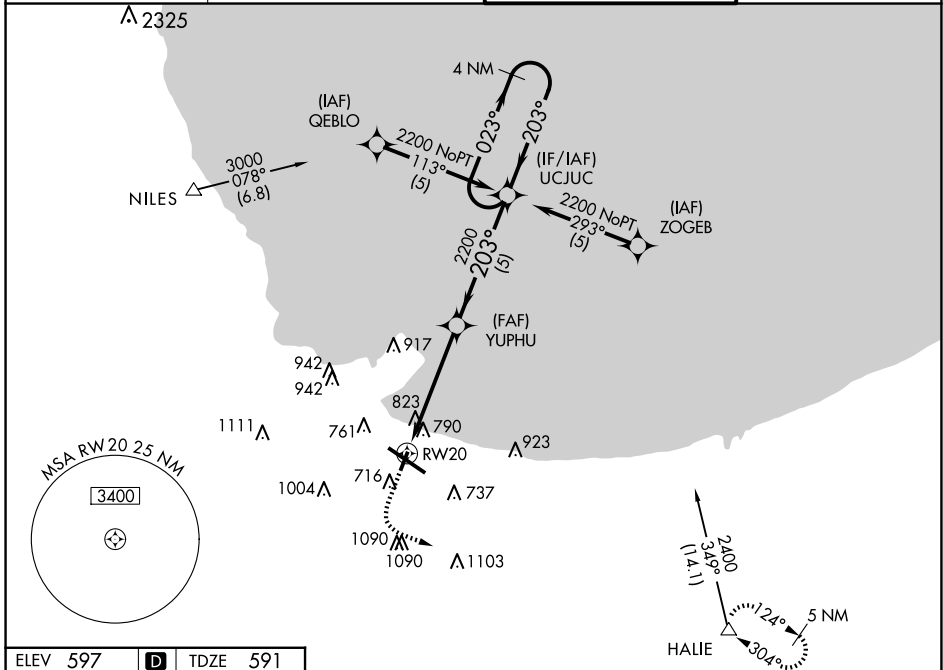 2325
4 NM
(IAF)
QEBLO
2200 NoPT
113°
(5)
023°
203°
(IF/IAF)
UCJUC
3000
078°
(6.8)
NILES
2200 NoPT
293°
(5)
(IAF)
ZOGEB
2200
203°
(5)
(FAF)
YUPHU
917
942
942
823
790
1111
761
923
RW20
MSA RW20 25 NM
3400
716
1004
737
1090
1090
1103
2400
349°
(14.1)
124°
5 NM
304°
HALIE
ELEV 597 D TDZE 591